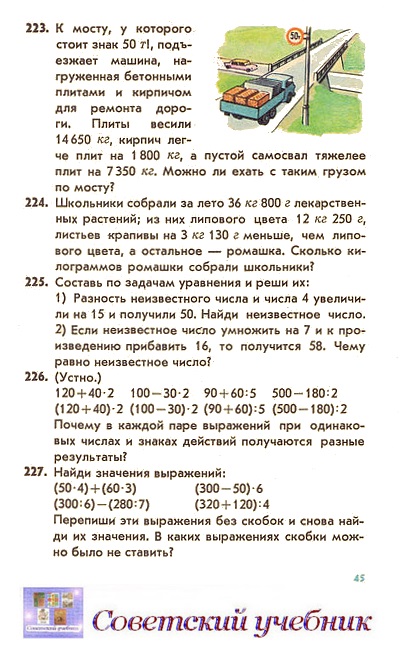 223. К мосту, у которого
стоит знак 50 т!, подъ-
езжает машина, на-
груженная бетонными
плитами и кирпичом
для ремонта доро-
ги. Плиты весили
14 650 кг, кирпич лег-
че плит на 1 800 кг, а пустой самосвал тяжелее
плит на 7 350 кг. Можно ли ехать с таким грузом
по мосту?
224. Школьники собрали за лето 36 кг 800 г лекарствен-
ных растений; из них липового цвета 12 кг 250 г,
листьев крапивы на 3 кг 130 г меньше, чем липо-
вого цвета, а остальное — ромашка. Сколько ки-
лограммов ромашки собрали школьники?
225. Составь по задачам уравнения и реши их:
1) Разность неизвестного числа и числа 4 увеличи-
ли на 15 и получили 50. Найди неизвестное число.
2) Если неизвестное число умножить на 7 и к про-
изведению прибавить 16, то получится 58. Чему
равно неизвестное число?
226. (Устно.)
120+40·2 100−30·2 90+60:5 500−180:2
(120+40)·2 (100−30)·2 (90+60):5 (500−180):2
Почему в каждой паре выражений при одинако-
вых числах и знаках действий получаются разные
результаты?
227. Найди значения выражений:
(50·4)+(60·3) (300−50)·6
(300:6)−(280:7) (320+120):4
Перепиши эти выражения без скобок и снова най-
ди их значения. В каких выражениях скобки мож-
но было не ставить?
45
Советский учебник